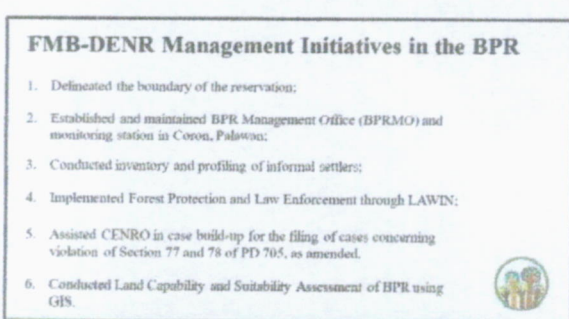 FMB-DENR Management Initiatives in the BPR
1. Delineated the boundary of the reservation;
2. Established and maintained BPR Management Office (BPRMO) and
monitoring station in Coron, Palawan;
3. Conducted inventory and profiling of informal settlers;
4. Implemented Forest Protection and Law Enforcement through LAWIN;
5. Assisted CENRO in case build-up for the filing of cases concerning
violation of Section 77 and 78 of PD 705, as amended.
6. Conducted Land Capability and Suitability Assessment of BPR using
GIS.